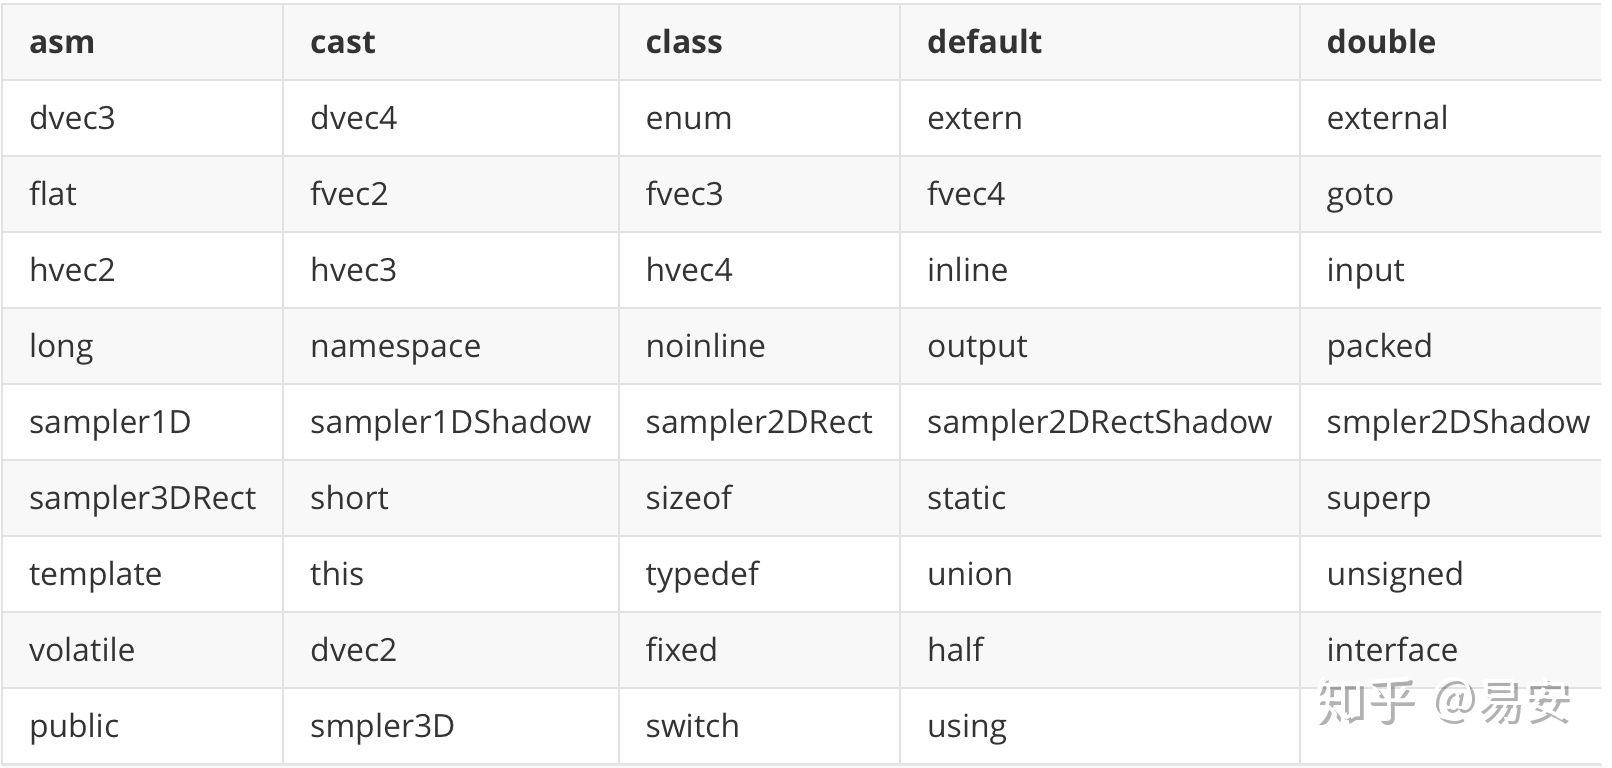 asm cast class default double
dvec3 dvec4 enum extern external
flat fvec2 fvec3 fvec4 goto
hvec2 hvec3 hvec4 inline input
long namespace noinline output packed
sampler1D sampler1DShadow sampler2DRect sampler2DRectShadow smpler2DShadow
sampler3DRect short sizeof static superp
template this typedef union unsigned
volatile dvec2 fixed half interface
public smpler3D switch using
知乎 @易安